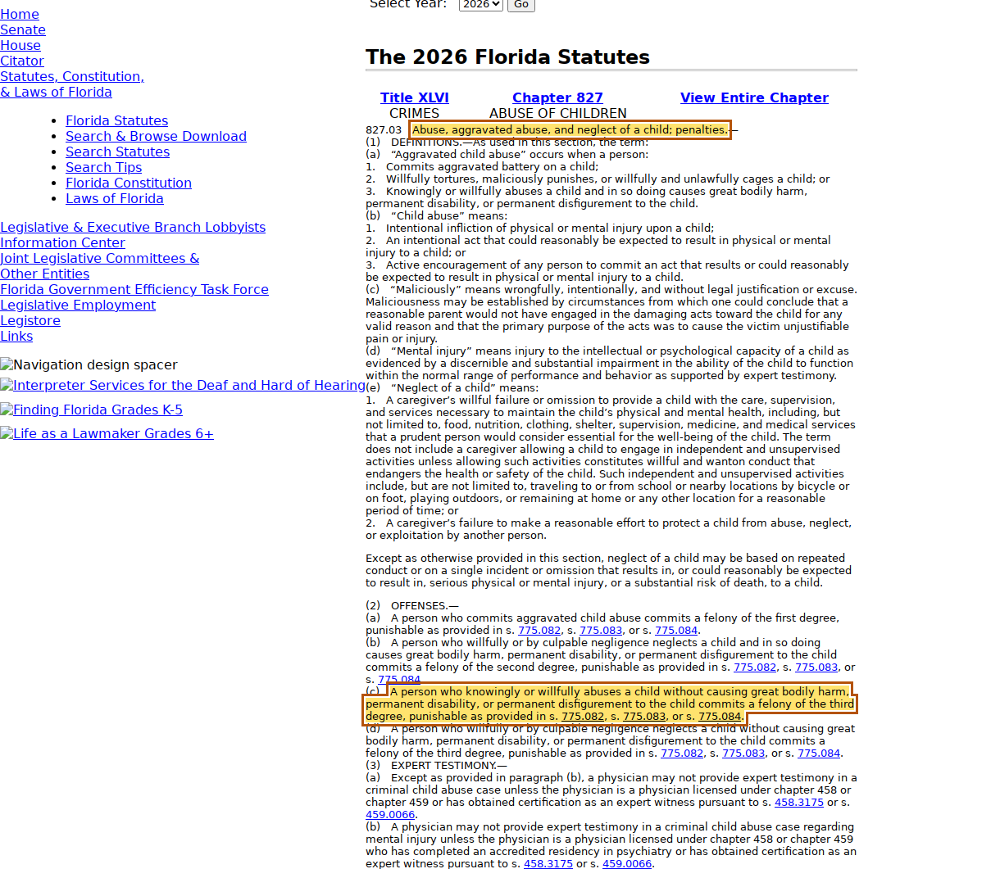 Home
Senate
House
Citator
Statutes, Constitution,
& Laws of Florida
Florida Statutes
Search & Browse Download
Search Statutes
Search Tips
Florida Constitution
Laws of Florida
Legislative & Executive Branch Lobbyists
Information Center
Joint Legislative Committees &
Other Entities
Florida Government Efficiency Task Force
Legislative Employment
Legistore
Links
Navigation design spacer
Interpreter Services for the Deaf and Hard of Hearing
Finding Florida Grades K-5
Life as a Lawmaker Grades 6+
Select Year: 2026 Go
The 2026 Florida Statutes
Title XLVI Chapter 827 View Entire Chapter
CRIMES ABUSE OF CHILDREN
827.03 Abuse, aggravated abuse, and neglect of a child; penalties.—
(1) DEFINITIONS.—As used in this section, the term:
(a) “Aggravated child abuse” occurs when a person:
1. Commits aggravated battery on a child;
2. Willfully tortures, maliciously punishes, or willfully and unlawfully cages a child; or
3. Knowingly or willfully abuses a child and in so doing causes great bodily harm,
permanent disability, or permanent disfigurement to the child.
(b) “Child abuse” means:
1. Intentional infliction of physical or mental injury upon a child;
2. An intentional act that could reasonably be expected to result in physical or mental
injury to a child; or
3. Active encouragement of any person to commit an act that results or could reasonably
be expected to result in physical or mental injury to a child.
(c) “Maliciously” means wrongfully, intentionally, and without legal justification or excuse.
Maliciousness may be established by circumstances from which one could conclude that a
reasonable parent would not have engaged in the damaging acts toward the child for any
valid reason and that the primary purpose of the acts was to cause the victim unjustifiable
pain or injury.
(d) “Mental injury” means injury to the intellectual or psychological capacity of a child as
evidenced by a discernible and substantial impairment in the ability of the child to function
within the normal range of performance and behavior as supported by expert testimony.
(e) “Neglect of a child” means:
1. A caregiver’s willful failure or omission to provide a child with the care, supervision,
and services necessary to maintain the child’s physical and mental health, including, but
not limited to, food, nutrition, clothing, shelter, supervision, medicine, and medical services
that a prudent person would consider essential for the well-being of the child. The term
does not include a caregiver allowing a child to engage in independent and unsupervised
activities unless allowing such activities constitutes willful and wanton conduct that
endangers the health or safety of the child. Such independent and unsupervised activities
include, but are not limited to, traveling to or from school or nearby locations by bicycle or
on foot, playing outdoors, or remaining at home or any other location for a reasonable
period of time; or
2. A caregiver’s failure to make a reasonable effort to protect a child from abuse, neglect,
or exploitation by another person.
Except as otherwise provided in this section, neglect of a child may be based on repeated
conduct or on a single incident or omission that results in, or could reasonably be expected
to result in, serious physical or mental injury, or a substantial risk of death, to a child.
(2) OFFENSES.—
(a) A person who commits aggravated child abuse commits a felony of the first degree,
punishable as provided in s. 775.082, s. 775.083, or s. 775.084.
(b) A person who willfully or by culpable negligence neglects a child and in so doing
causes great bodily harm, permanent disability, or permanent disfigurement to the child
commits a felony of the second degree, punishable as provided in s. 775.082, s. 775.083, or
s. 775.084
(c) A person who knowingly or willfully abuses a child without causing great bodily harm,
permanent disability, or permanent disfigurement to the child commits a felony of the third
degree, punishable as provided in s. 775.082, s. 775.083, or s. 775.084.
(d) A person who willfully or by culpable negligence neglects a child without causing great
bodily harm, permanent disability, or permanent disfigurement to the child commits a
felony of the third degree, punishable as provided in s. 775.082, s. 775.083, or s. 775.084.
(3) EXPERT TESTIMONY.—
(a) Except as provided in paragraph (b), a physician may not provide expert testimony in a
criminal child abuse case unless the physician is a physician licensed under chapter 458 or
chapter 459 or has obtained certification as an expert witness pursuant to s. 458.3175 or s.
459.0066.
(b) A physician may not provide expert testimony in a criminal child abuse case regarding
mental injury unless the physician is a physician licensed under chapter 458 or chapter 459
who has completed an accredited residency in psychiatry or has obtained certification as an
expert witness pursuant to s. 458.3175 or s. 459.0066.